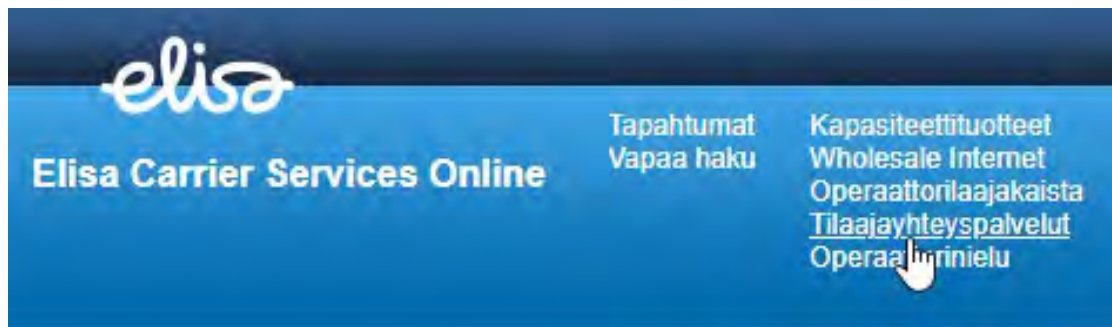 elisa
Elisa Carrier Services Online
Tapahtumat
Vapaa haku
Kapasiteettituotteet
Wholesale Internet
Operaattorilaajakaista
Tilaajayhteyspalvelut